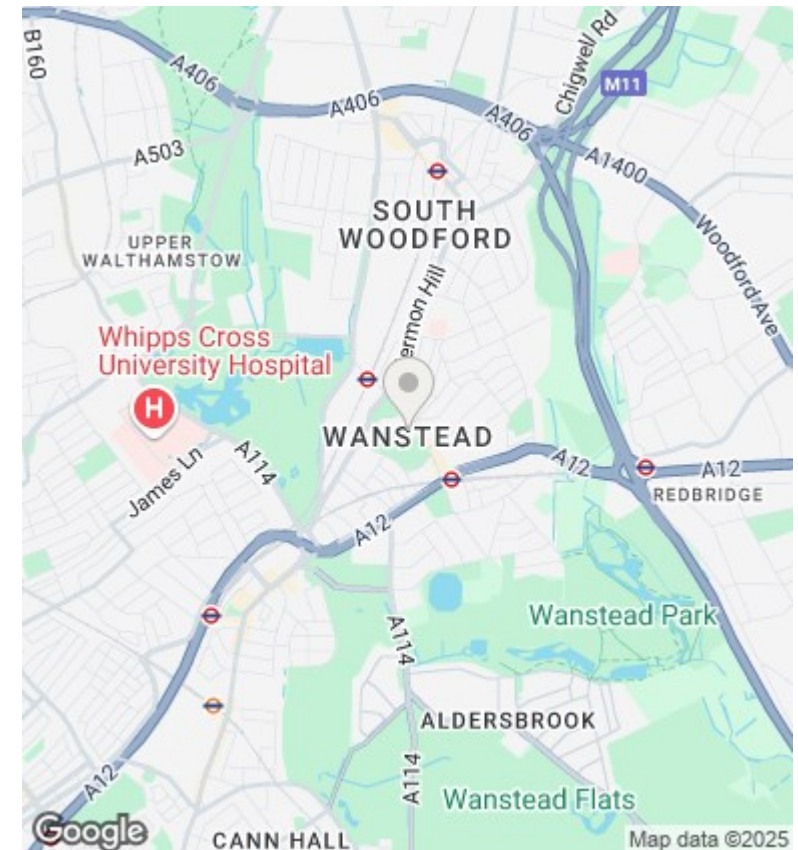 B160
A406
A406
A406
Chigwell Rd
M11
A503
A1400
SOUTH
WOODFORD
Woodford Ave
UPPER
WALTHAMSTOW
ermon Hill
Whipps Cross
University Hospital
H
WANSTEAD
James Ln
A114
A12
A12
REDBRIDGE
A12
Wanstead Park
A114
ALDERSBROOK
A114
A12
Wanstead Flats
Google
CANN HALL
Map data ©2025